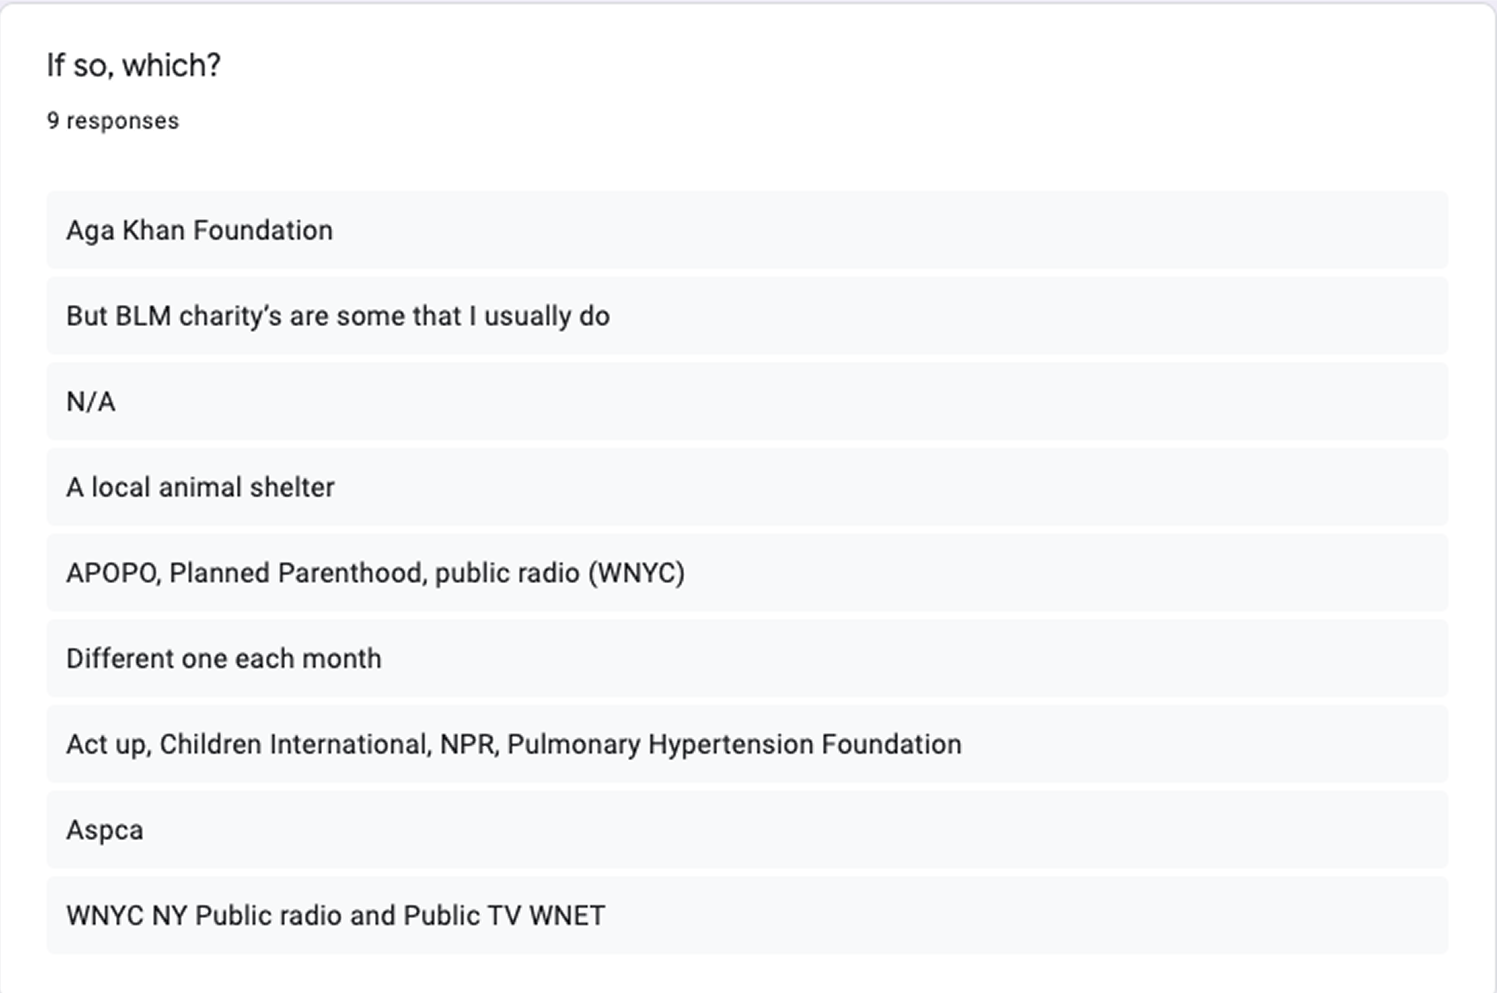 If so, which?
9 responses
Aga Khan Foundation
But BLM charity’s are some that I usually do
N/A
A local animal shelter
APOPO, Planned Parenthood, public radio (WNYC)
Different one each month
Act up, Children International, NPR, Pulmonary Hypertension Foundation
Aspca
WNYC NY Public radio and Public TV WNET